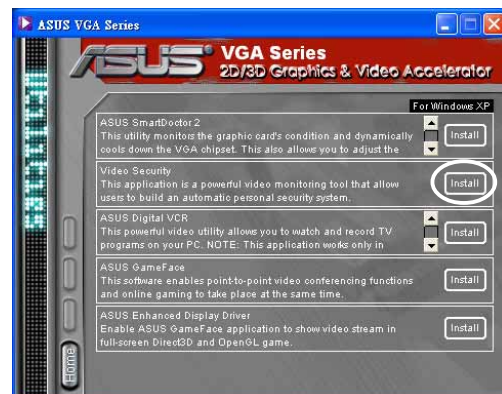 ASUS VGA Series
ASUS
VGA Series
2D/3D Graphics & Video Accelerator
For Windows XP
ASUS SmartDoctor 2
This utility monitors the graphic card's condition and dynamically
cools down the VGA chipset. This also allows you to adjust the
Install
Video Security
This application is a powerful video monitoring tool that allow
users to build an automatic personal security system.
Install
ASUS Digital VCR
This powerful video utility allows you to watch and record TV
programs on your PC. NOTE: This application works only in
Install
ASUS GameFace
This software enables point-to-point video conferencing functions
and online gaming to take place at the same time.
Install
ASUS Enhanced Display Driver
Enable ASUS GameFace application to show video stream in
full-screen Direct3D and OpenGL game.
Install
Home